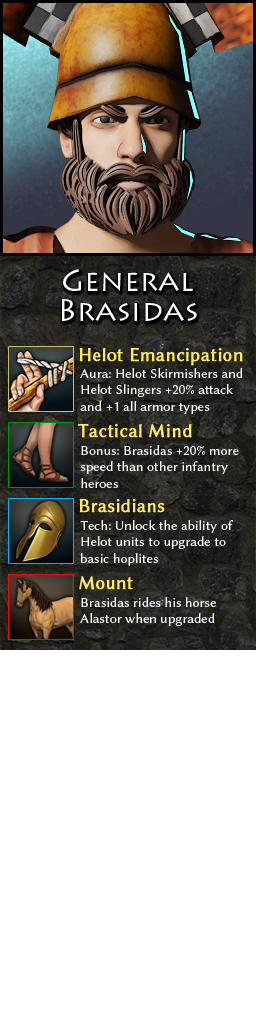 General
Brasidas
Helot Emancipation
Aura: Helot Skirmishers and
Helot Slingers +20% attack
and +1 all armor types
Tactical Mind
Bonus: Brasidas +20% more
speed than other infantry
heroes
Brasidians
Tech: Unlock the ability of
Helot units to upgrade to
basic hoplites
Mount
Brasidas rides his horse
Alastor when upgraded